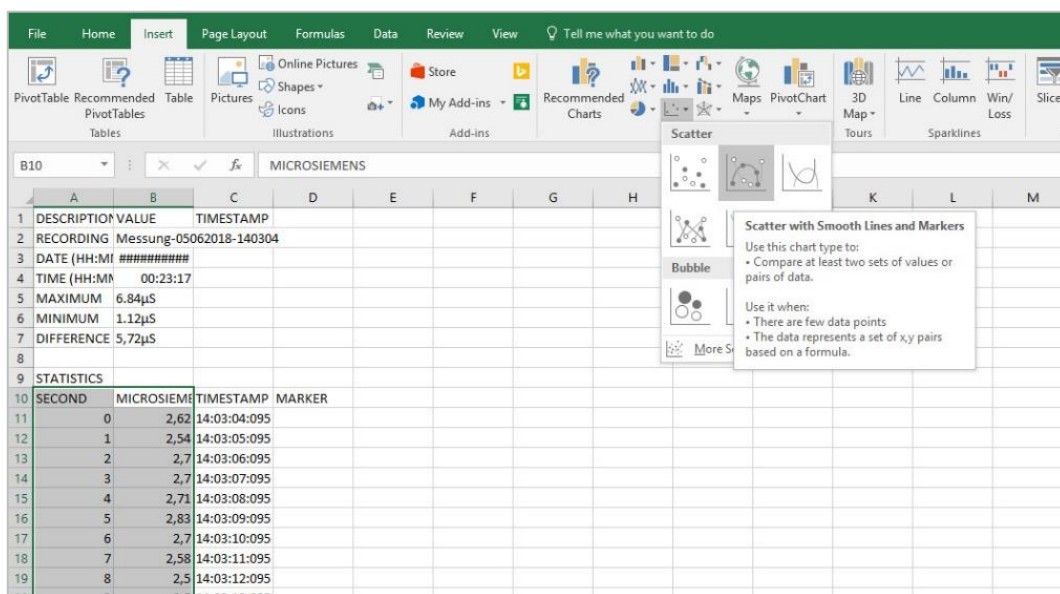 File Home Insert Page Layout Formulas Data Review View Tell me what you want to do
PivotTable Recommended PivotTables Table
Tables
Pictures Online Pictures
Shapes
Icons
Illustrations
Store
My Add-ins
Add-ins
Recommended Charts
Maps PivotChart
3D Map
Tours
Line Column Win/Loss
Sparklines
B10 fx MICROSIEMENS
Scatter
Scatter with Smooth Lines and Markers
Use this chart type to:
• Compare at least two sets of values or
pairs of data.
Use it when:
• There are few data points
• The data represents a set of x,y pairs
based on a formula.
Bubble
More
A B C D E F G H K L M
1 DESCRIPTION VALUE TIMESTAMP
2 RECORDING Messung-05062018-140304
3 DATE ##########
4 TIME 00:23:17
5 MAXIMUM 6.84µS
6 MINIMUM 1.12µS
7 DIFFERENCE 5,72µS
8
9 STATISTICS
10 SECOND MICROSIEME TIMESTAMP MARKER
11 0 2,62 14:03:04:095
12 1 2,54 14:03:05:095
13 2 2,7 14:03:06:095
14 3 2,7 14:03:07:095
15 4 2,71 14:03:08:095
16 5 2,83 14:03:09:095
17 6 2,7 14:03:10:095
18 7 2,58 14:03:11:095
19 8 2,5 14:03:12:095